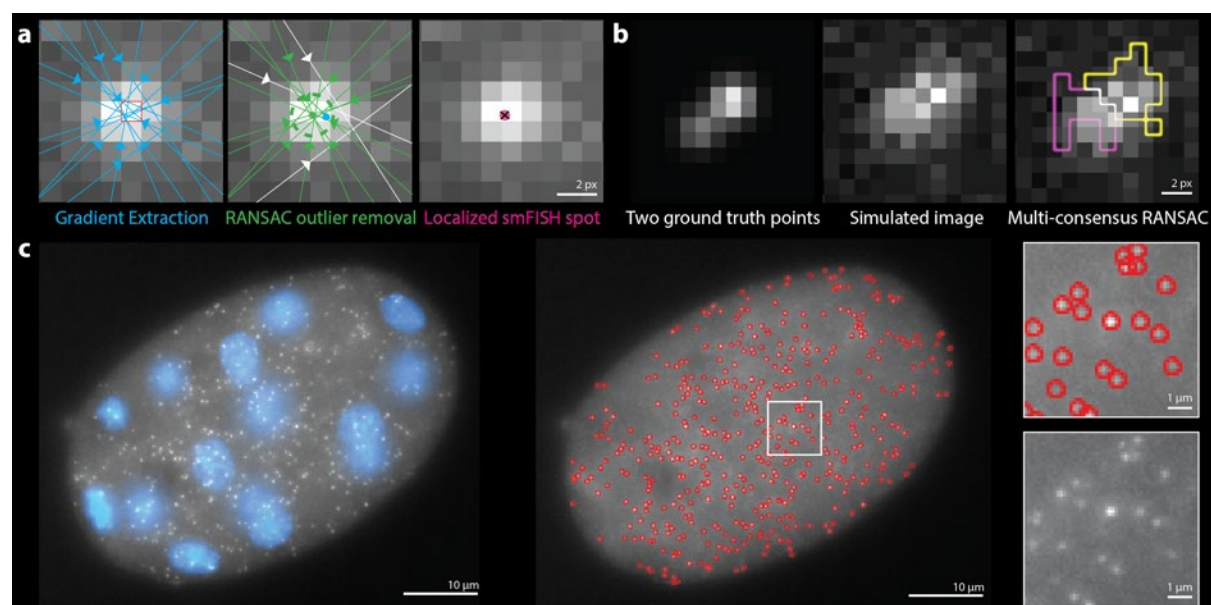 a
b
2 px
2 px
Gradient Extraction RANSAC outlier removal Localized smFISH spot
Two ground truth points Simulated image Multi-consensus RANSAC
c
1 μm
10 μm
10 μm
1 μm